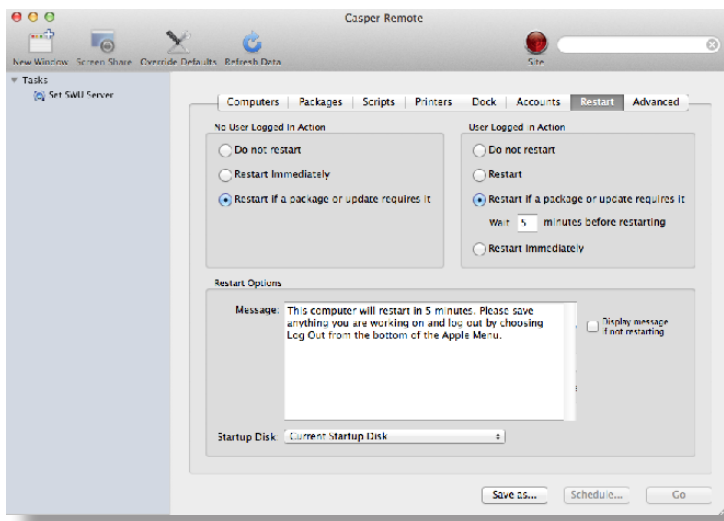 Casper Remote
New Window Screen Share Override Defaults Refresh Data Site
Tasks
Set SWU Server
Computers Packages Scripts Printers Dock Accounts Restart Advanced
No User Logged In Action
Do not restart
Restart Immediately
Restart if a package or update requires it
User Logged In Action
Do not restart
Restart
Restart if a package or update requires it
Wait 5 minutes before restarting
Restart Immediately
Restart Options
Message: This computer will restart in 5 minutes. Please save
anything you are working on and log out by choosing
Log Out from the bottom of the Apple Menu.
Display message
if not restarting
Startup Disk: Current Startup Disk
Save as... Schedule... Go